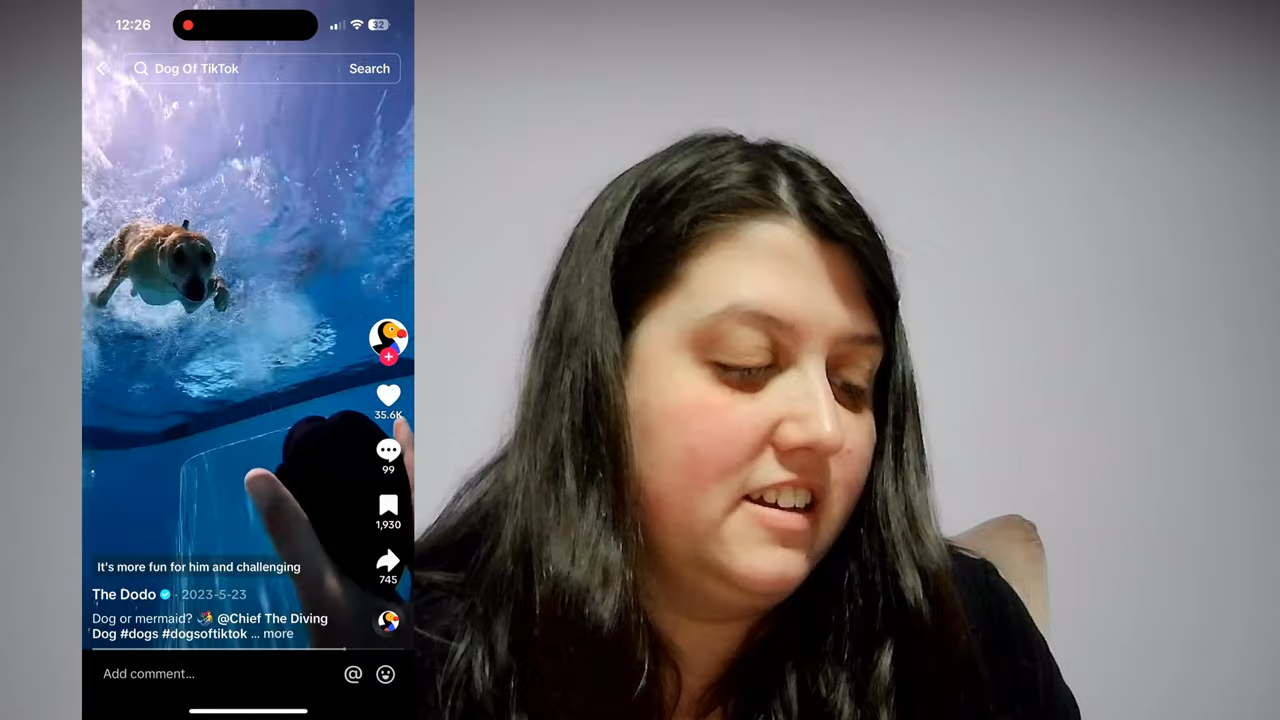 12:26
32
Dog Of TikTok
Search
35.6K
99
1,930
745
It's more fun for him and challenging
The Dodo · 2023-5-23
Dog or mermaid? @Chief The Diving
Dog #dogs #dogsoftiktok ... more
Add comment...
@